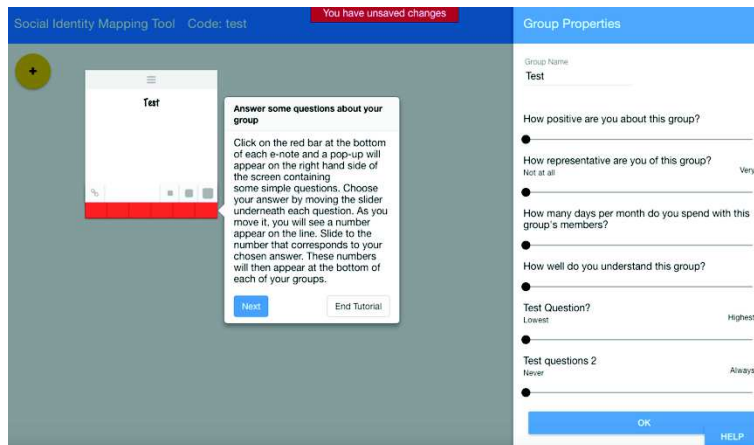 Social Identity Mapping Tool Code: test
You have unsaved changes
+
Test
Answer some questions about your
group
Click on the red bar at the bottom
of each e-note and a pop-up will
appear on the right hand side of
the screen containing
some simple questions. Choose
your answer by moving the slider
underneath each question. As you
move it, you will see a number
appear on the line. Slide to the
number that corresponds to your
chosen answer. These numbers
will then appear at the bottom of
each of your groups.
Next End Tutorial
Group Properties
Group Name
Test
How positive are you about this group?
How representative are you of this group?
Not at all Very
How many days per month do you spend with this
group's members?
How well do you understand this group?
Test Question?
Lowest Highest
Test questions 2
Never Always
OK
HELP